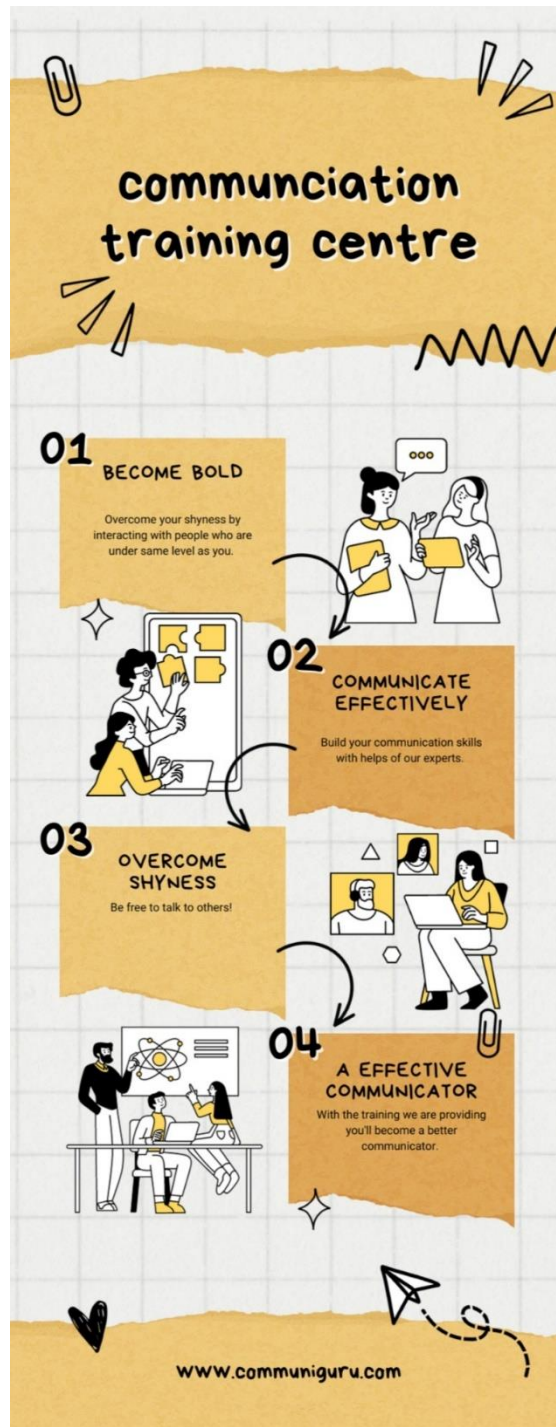 communciation
training centre
01
BECOME BOLD
Overcome your shyness by
interacting with people who are
under same level as you.
02
COMMUNICATE
EFFECTIVELY
Build your communication skills
with helps of our experts.
03
OVERCOME
SHYNESS
Be free to talk to others!
04
A EFFECTIVE
COMMUNICATOR
With the training we are providing
you'll become a better
communicator.
www.communiguru.com